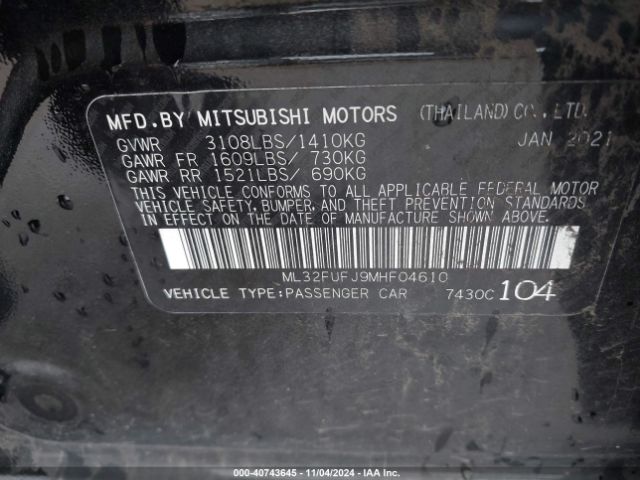 MFD.BY MITSUBISHI MOTORS (THAILAND) CO., LTD.
GVWR 3108LBS/1410KG JAN 2021
GAWR FR 1609LBS/ 730KG
GAWR RR 1521LBS/ 690KG
THIS VEHICLE CONFORMS TO ALL APPLICABLE FEDERAL MOTOR
VEHICLE SAFETY, BUMPER, AND THEFT PREVENTION STANDARDS
IN EFFECT ON THE DATE OF MANUFACTURE SHOWN ABOVE.
ML32FUFJ9MHF04610
VEHICLE TYPE:PASSENGER CAR 7430C 104
000-40743645 - 11/04/2024 - IAA Holdings, LLC.